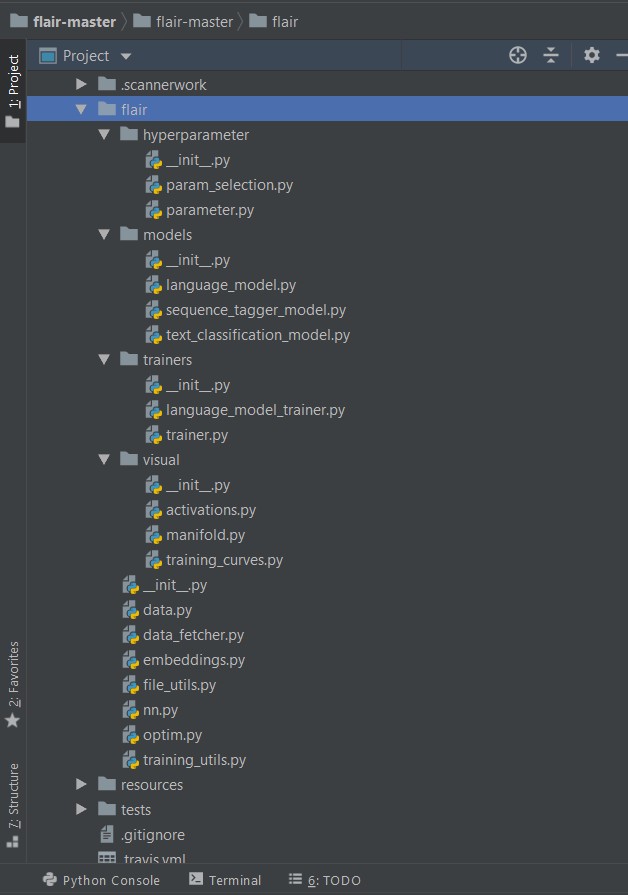 flair-master flair-master flair
Project
1: Project
.scannerwork
flair
hyperparameter
__init__.py
param_selection.py
parameter.py
models
__init__.py
language_model.py
sequence_tagger_model.py
text_classification_model.py
trainers
__init__.py
language_model_trainer.py
trainer.py
visual
__init__.py
activations.py
manifold.py
training_curves.py
__init__.py
data.py
data_fetcher.py
embeddings.py
file_utils.py
nn.py
optim.py
training_utils.py
resources
tests
.gitignore
.travis.yml
2: Favorites
7: Structure
Python Console Terminal 6: TODO